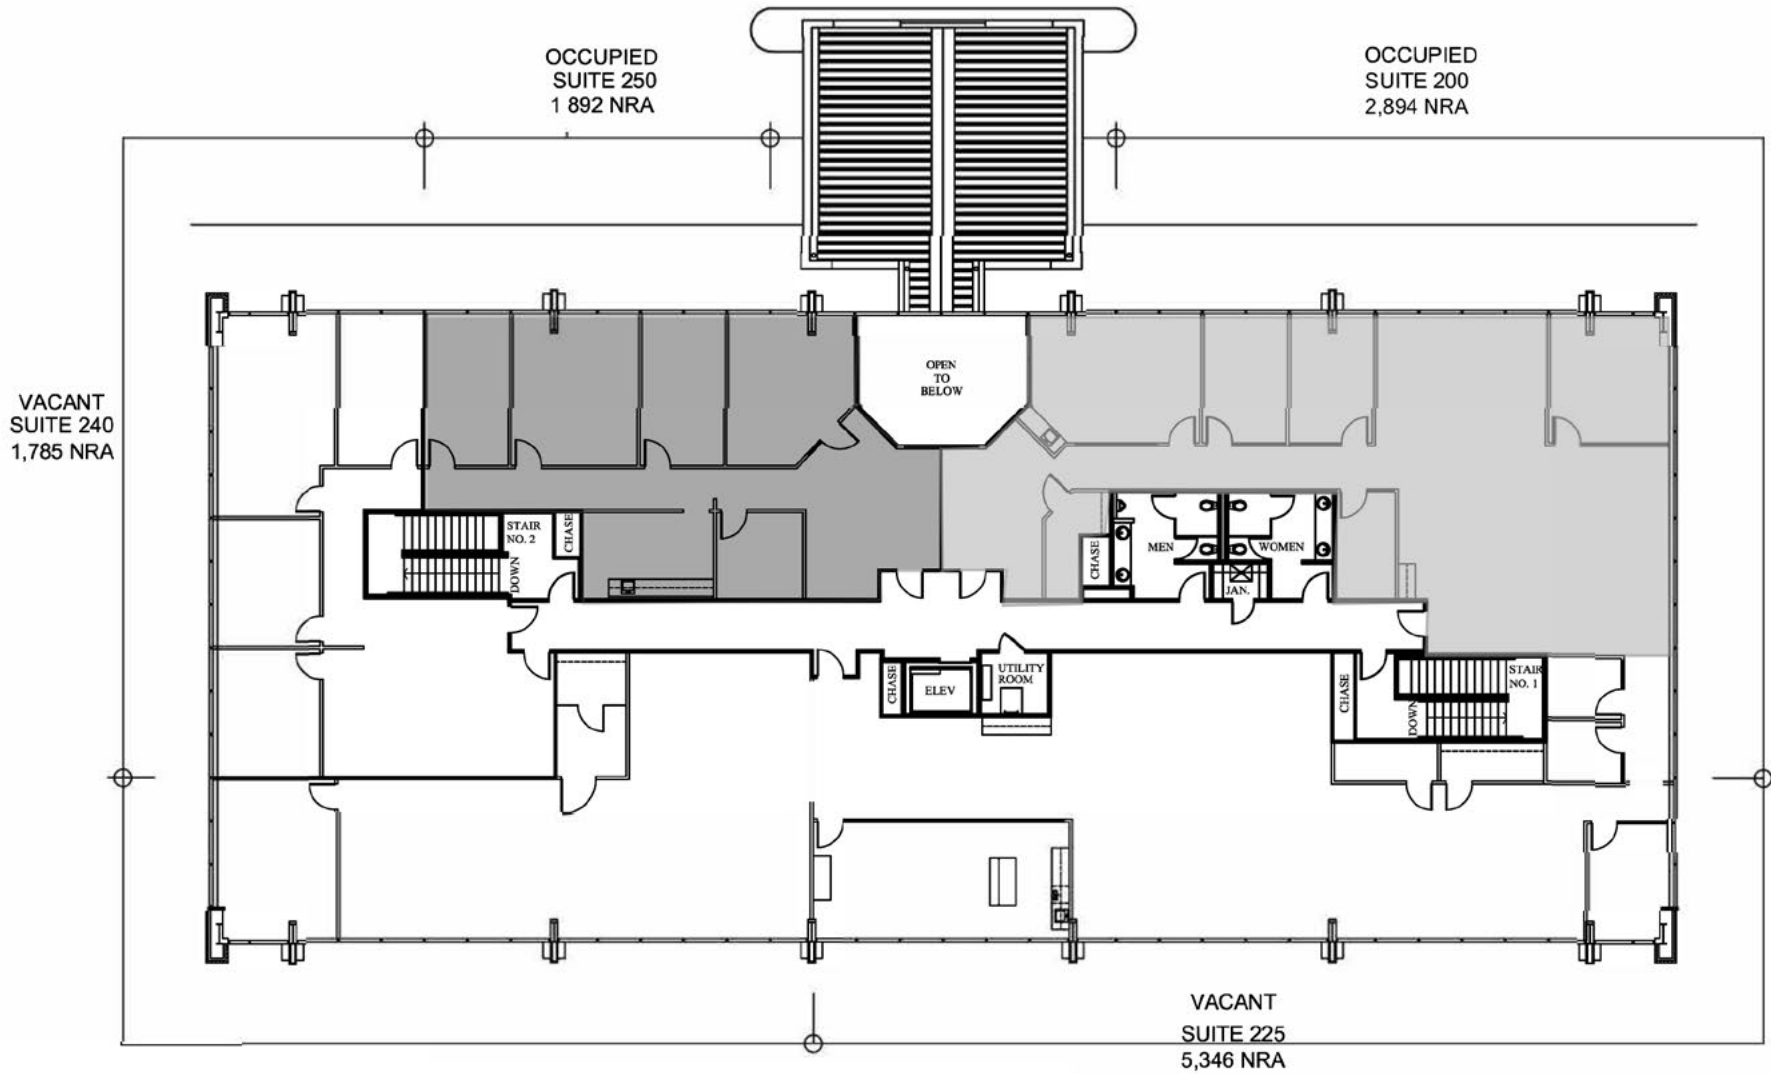 OCCUPIED
SUITE 250
1 892 NRA
OCCUPIED
SUITE 200
2,894 NRA
VACANT
SUITE 240
1,785 NRA
OPEN
TO
BELOW
STAIR
NO. 2
DOWN
CHASE
CHASE
MEN
WOMEN
JAN.
CHASE
ELEV
UTILITY
ROOM
CHASE
STAIR
NO. 1
DOWN
VACANT
SUITE 225
5,346 NRA